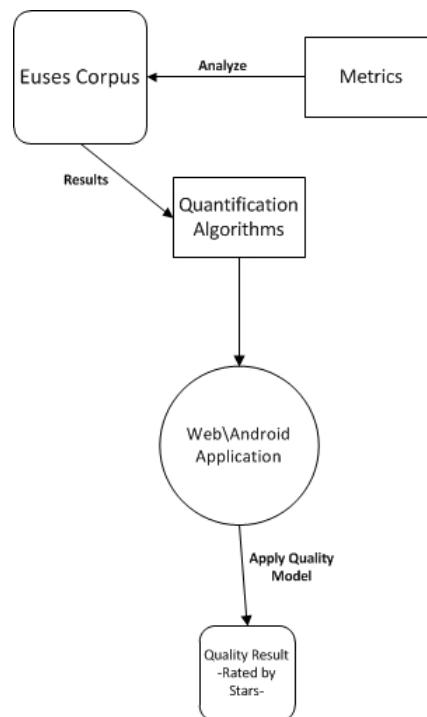 Euses Corpus
Analyze
Metrics
Results
Quantification
Algorithms
Web\Android
Application
Apply Quality
Model
Quality Result
-Rated by
Stars-